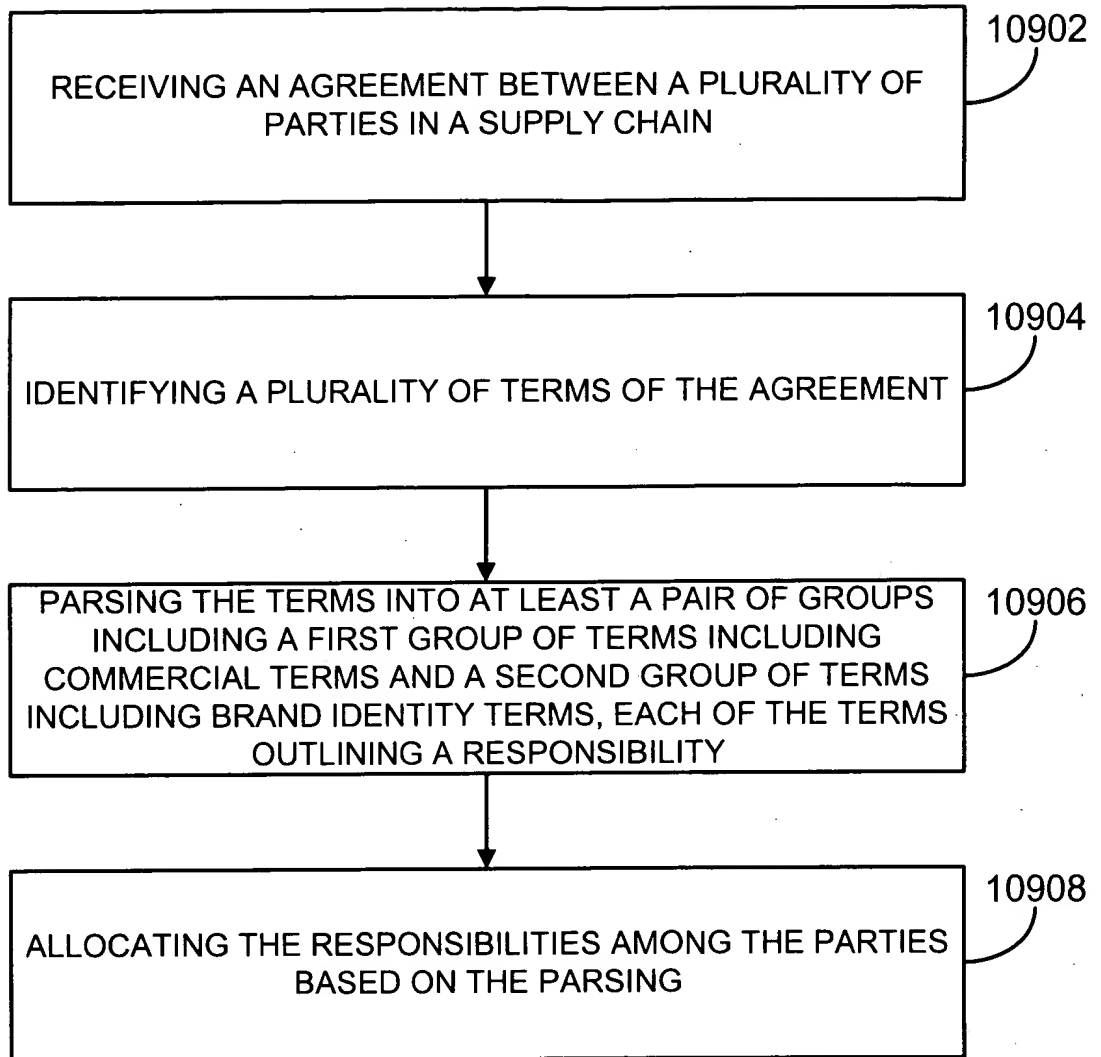 10902
RECEIVING AN AGREEMENT BETWEEN A PLURALITY OF
PARTIES IN A SUPPLY CHAIN
10904
IDENTIFYING A PLURALITY OF TERMS OF THE AGREEMENT
10906
PARSING THE TERMS INTO AT LEAST A PAIR OF GROUPS
INCLUDING A FIRST GROUP OF TERMS INCLUDING
COMMERCIAL TERMS AND A SECOND GROUP OF TERMS
INCLUDING BRAND IDENTITY TERMS, EACH OF THE TERMS
OUTLINING A RESPONSIBILITY
10908
ALLOCATING THE RESPONSIBILITIES AMONG THE PARTIES
BASED ON THE PARSING